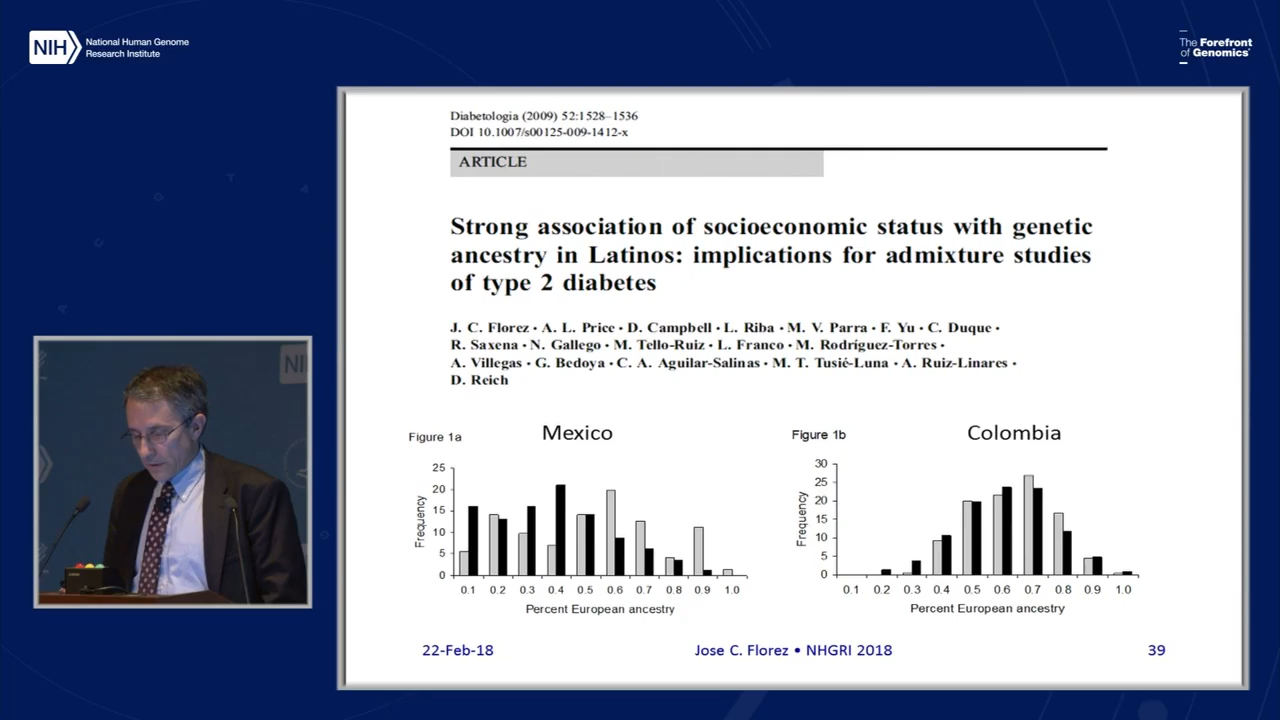 NIH
National Human Genome
Research Institute
The Forefront
of Genomics®
Diabetologia (2009) 52:1528–1536
DOI 10.1007/s00125-009-1412-x
ARTICLE
Strong association of socioeconomic status with genetic
ancestry in Latinos: implications for admixture studies
of type 2 diabetes
J. C. Florez · A. L. Price · D. Campbell · L. Riba · M. V. Parra · F. Yu · C. Duque ·
R. Saxena · N. Gallego · M. Tello-Ruiz · L. Franco · M. Rodríguez-Torres ·
A. Villegas · G. Bedoya · C. A. Aguilar-Salinas · M. T. Tusié-Luna · A. Ruiz-Linares ·
D. Reich
Figure 1a
Mexico
25
20
15
10
5
0
Frequency
0.1 0.2 0.3 0.4 0.5 0.6 0.7 0.8 0.9 1.0
Percent European ancestry
Figure 1b
Colombia
30
25
20
15
10
5
0
Frequency
0.1 0.2 0.3 0.4 0.5 0.6 0.7 0.8 0.9 1.0
Percent European ancestry
22-Feb-18
Jose C. Florez • NHGRI 2018
39
NI